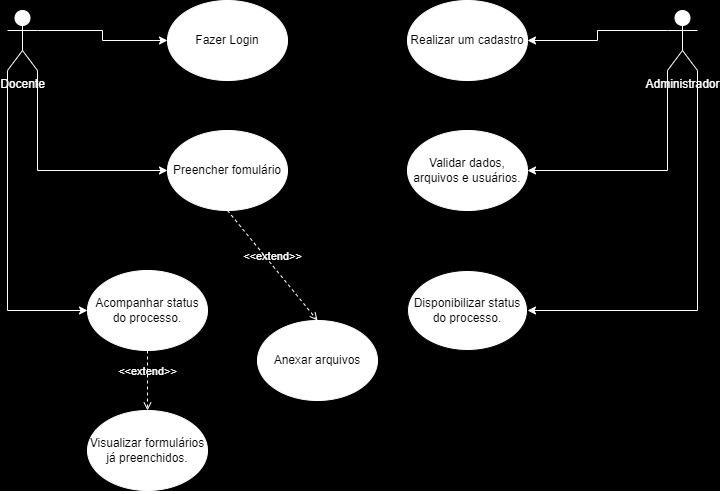 Fazer Login
Realizar um cadastro
Docente
Administrador
Preencher fomulário
Validar dados,
arquivos e usuários.
<<extend>>
Acompanhar status
do processo.
Disponibilizar status
do processo.
Anexar arquivos
<<extend>>
Visualizar formulários
já preenchidos.